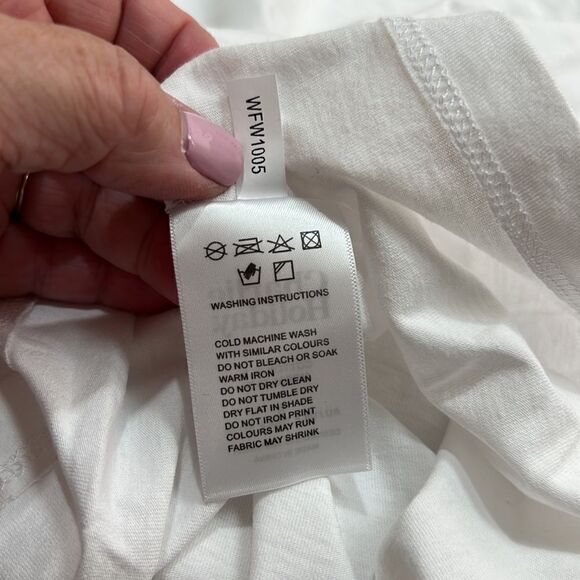 WFW1005
WASHING INSTRUCTIONS
COLD MACHINE WASH
WITH SIMILAR COLOURS
DO NOT BLEACH OR SOAK
WARM IRON
DO NOT DRY CLEAN
DO NOT TUMBLE DRY
DRY FLAT IN SHADE
DO NOT IRON PRINT
COLOURS MAY RUN
FABRIC MAY SHRINK